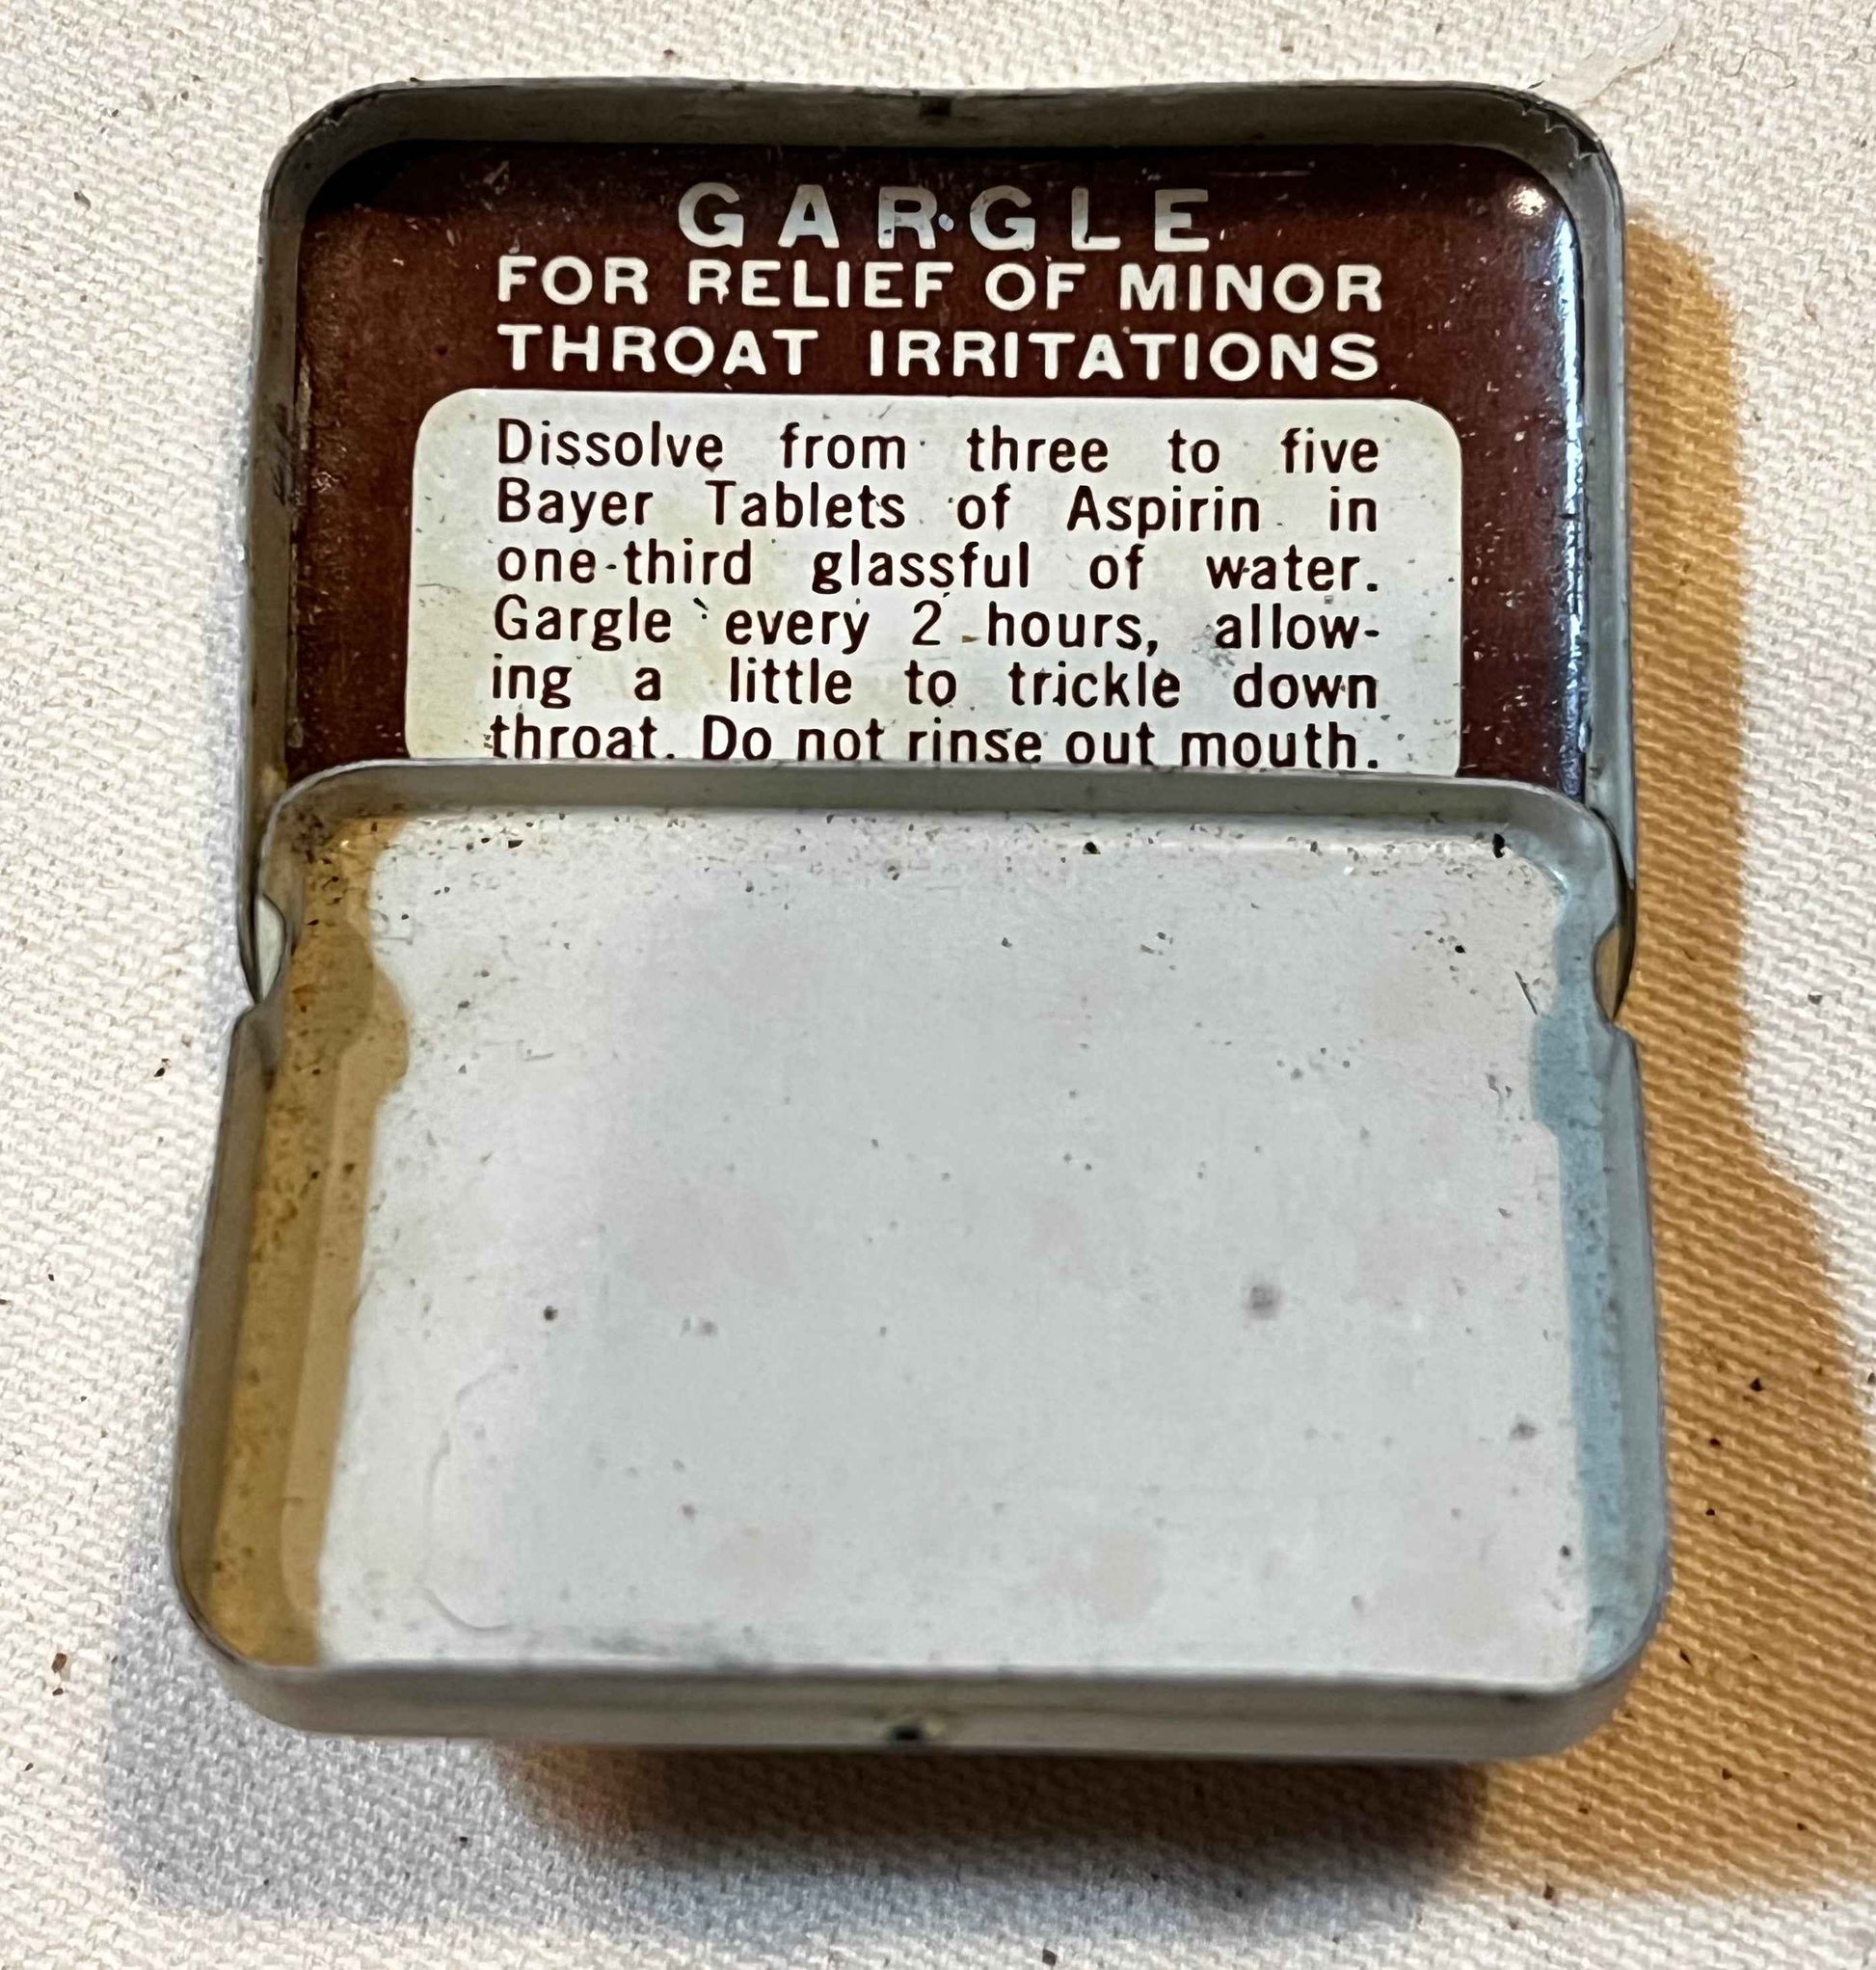 GARGLE
FOR RELIEF OF MINOR
THROAT IRRITATIONS
Dissolve from three to five
Bayer Tablets of Aspirin in
one-third glassful of water.
Gargle every 2 hours, allow-
ing a little to trickle down
throat. Do not rinse out mouth.